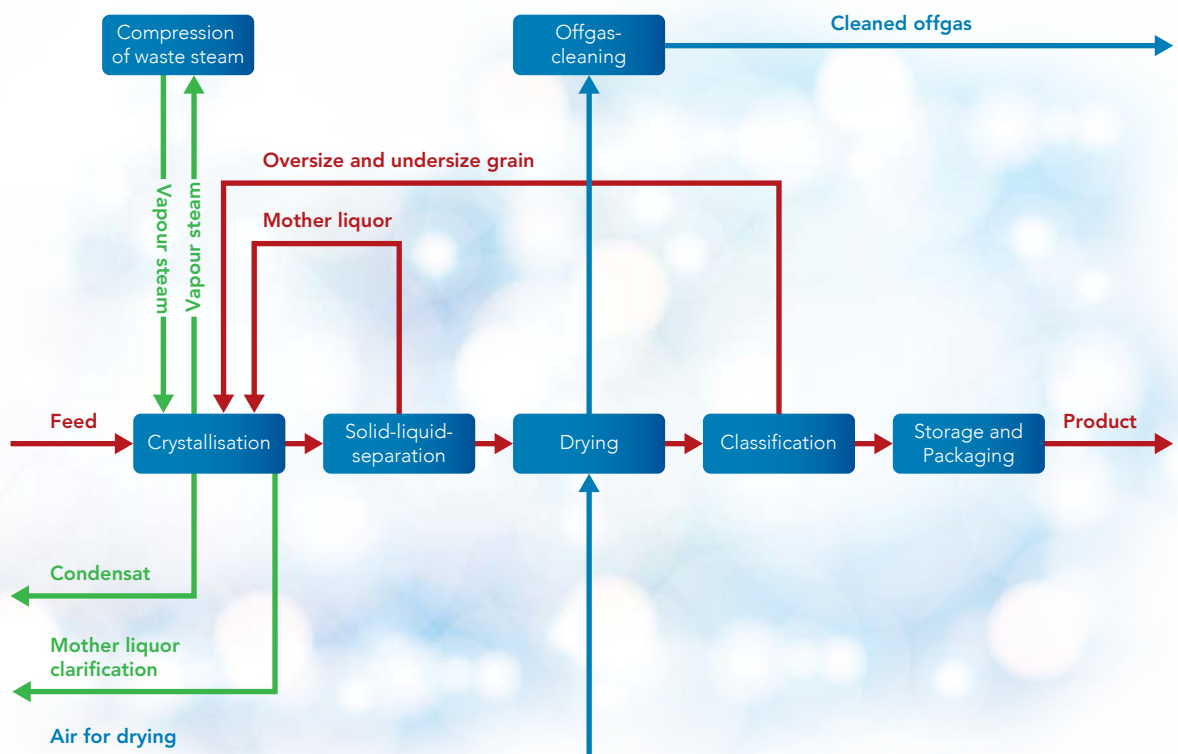 Compression
of waste steam
Offgas-
cleaning
Cleaned offgas
Oversize and undersize grain
Mother liquor
Vapour steam
Vapour steam
Feed
Crystallisation
Solid-liquid-
separation
Drying
Classification
Storage and
Packaging
Product
Condensat
Mother liquor
clarification
Air for drying